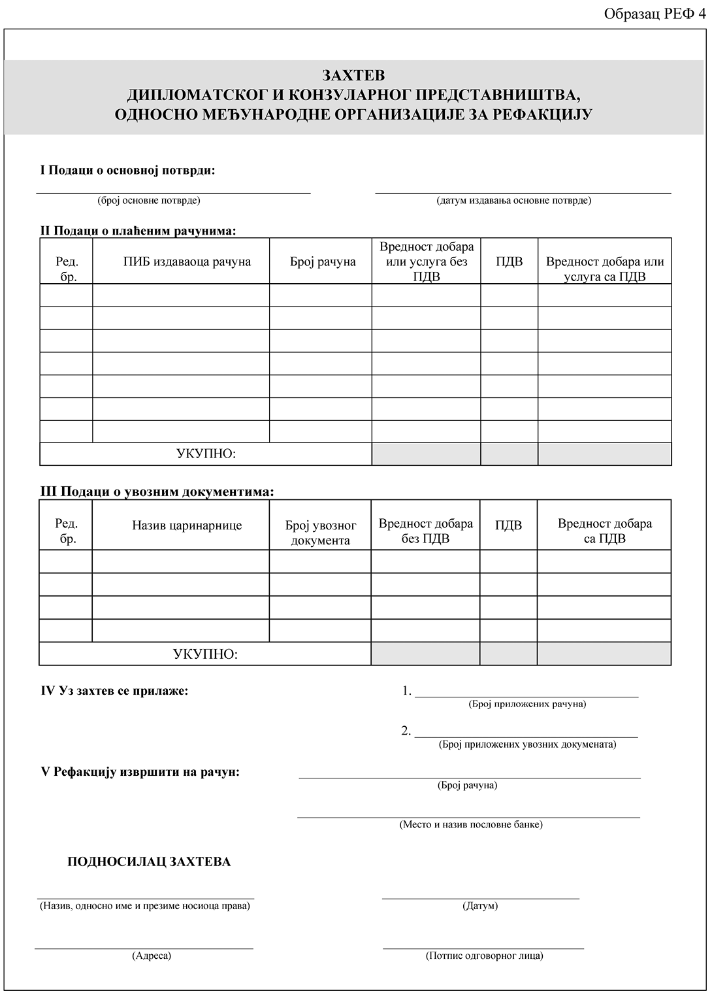 Образац РЕФ 4
ЗАХТЕВ
ДИПЛОМАТСКОГ И КОНЗУЛАРНОГ ПРЕДСТАВНИШТВА,
ОДНОСНО МЕЂУНАРОДНЕ ОРГАНИЗАЦИЈЕ ЗА РЕФАКЦИЈУ
I Подаци о основној потврди:
(број основне потврде)
(датум издавања основне потврде)
II Подаци о плаћеним рачунима:
Ред.
бр.
ПИБ издаваоца рачуна
Број рачуна
Вредност добара
или услуга без
ПДВ
ПДВ
Вредност добара или
услуга са ПДВ
УКУПНО:
III Подаци о увозним документима:
Ред.
бр.
Назив царинарнице
Број увозног
документа
Вредност добара
без ПДВ
ПДВ
Вредност добара
са ПДВ
УКУПНО:
IV Уз захтев се прилаже:
1.
(Број приложених рачуна)
2.
(Број приложених увозних докумената)
V Рефакцију извршити на рачун:
(Број рачуна)
(Место и назив пословне банке)
ПОДНОСИЛАЦ ЗАХТЕВА
(Назив, односно име и презиме носиоца права)
(Датум)
(Адреса)
(Потпис одговорног лица)